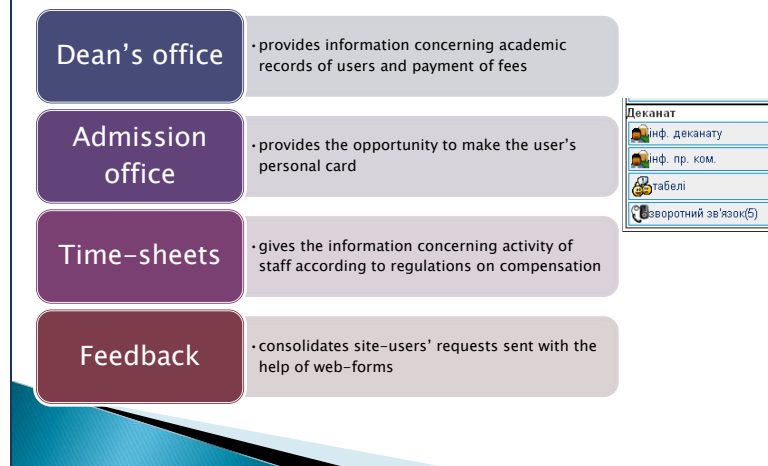 Dean’s office
•provides information concerning academic
records of users and payment of fees
Admission
office
•provides the opportunity to make the user’s
personal card
Time-sheets
•gives the information concerning activity of
staff according to regulations on compensation
Feedback
•consolidates site-users’ requests sent with the
help of web-forms
Деканат
інф. деканату
інф. пр. ком.
табелі
зворотний зв'язок(5)